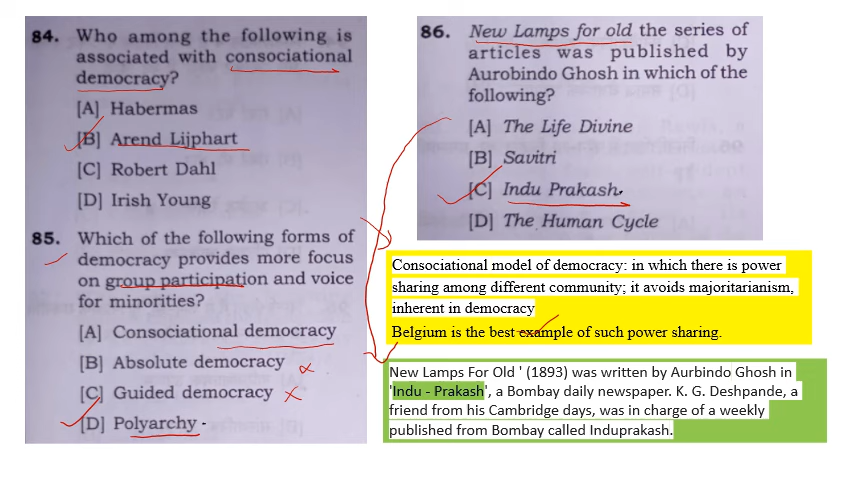 84. Who among the following is
associated with consociational
democracy?
[A] Habermas
[B] Arend Lijphart
[C] Robert Dahl
[D] Irish Young
85. Which of the following forms of
democracy provides more focus
on group participation and voice
for minorities?
[A] Consociational democracy
[B] Absolute democracy
[C] Guided democracy
[D] Polyarchy
86. New Lamps for old the series of
articles was published by
Aurobindo Ghosh in which of the
following?
[A] The Life Divine
[B] Savitri
[C] Indu Prakash
[D] The Human Cycle
Consociational model of democracy: in which there is power
sharing among different community; it avoids majoritarianism,
inherent in democracy
Belgium is the best example of such power sharing.
New Lamps For Old ' (1893) was written by Aurbindo Ghosh in
'Indu - Prakash', a Bombay daily newspaper. K. G. Deshpande, a
friend from his Cambridge days, was in charge of a weekly
published from Bombay called Induprakash.